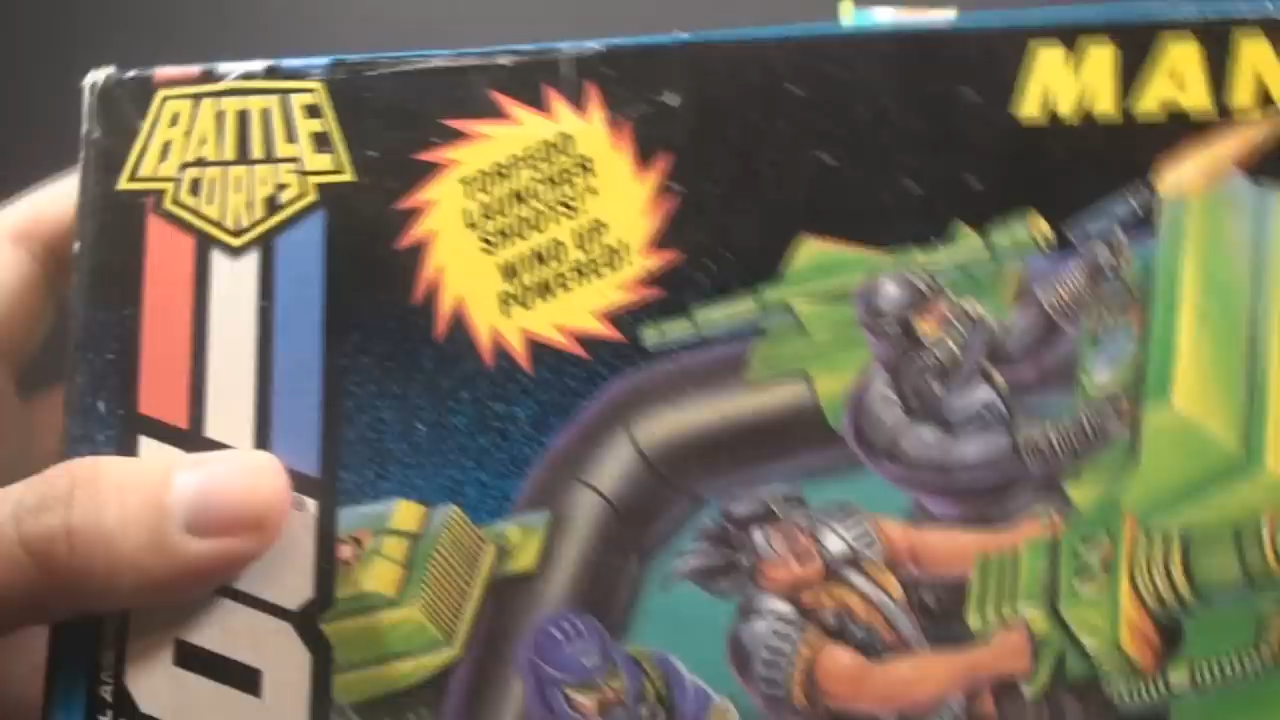 BATTLE
CORPS
TORPEDO
LAUNCHER
SHOOTS!
WIND UP
POWERED!
MAN